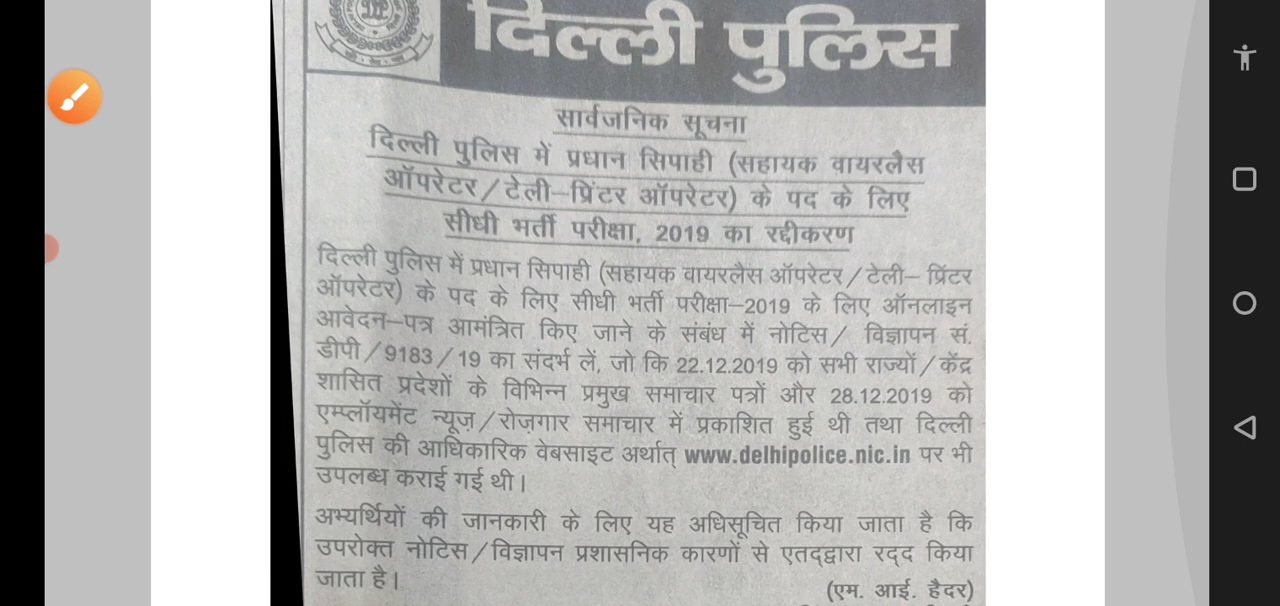 दिल्ली पुलिस
सार्वजनिक सूचना
दिल्ली पुलिस में प्रधान सिपाही (सहायक वायरलैस
ऑपरेटर/टेली-प्रिंटर ऑपरेटर) के पद के लिए
सीधी भर्ती परीक्षा, 2019 का रद्दीकरण
दिल्ली पुलिस में प्रधान सिपाही (सहायक वायरलैस ऑपरेटर/टेली- प्रिंटर
ऑपरेटर) के पद के लिए सीधी भर्ती परीक्षा-2019 के लिए ऑनलाइन
आवेदन-पत्र आमंत्रित किए जाने के संबंध में नोटिस/ विज्ञापन सं.
डीपी/9183/19 का संदर्भ लें, जो कि 22.12.2019 को सभी राज्यों/केंद्र
शासित प्रदेशों के विभिन्न प्रमुख समाचार पत्रों और 28.12.2019 को
एम्प्लॉयमेंट न्यूज़/रोज़गार समाचार में प्रकाशित हुई थी तथा दिल्ली
पुलिस की आधिकारिक वेबसाइट अर्थात् www.delhipolice.nic.in पर भी
उपलब्ध कराई गई थी।
अभ्यर्थियों की जानकारी के लिए यह अधिसूचित किया जाता है कि
उपरोक्त नोटिस/विज्ञापन प्रशासनिक कारणों से एतद्द्वारा रद्द किया
जाता है।
(एम. आई. हैदर)